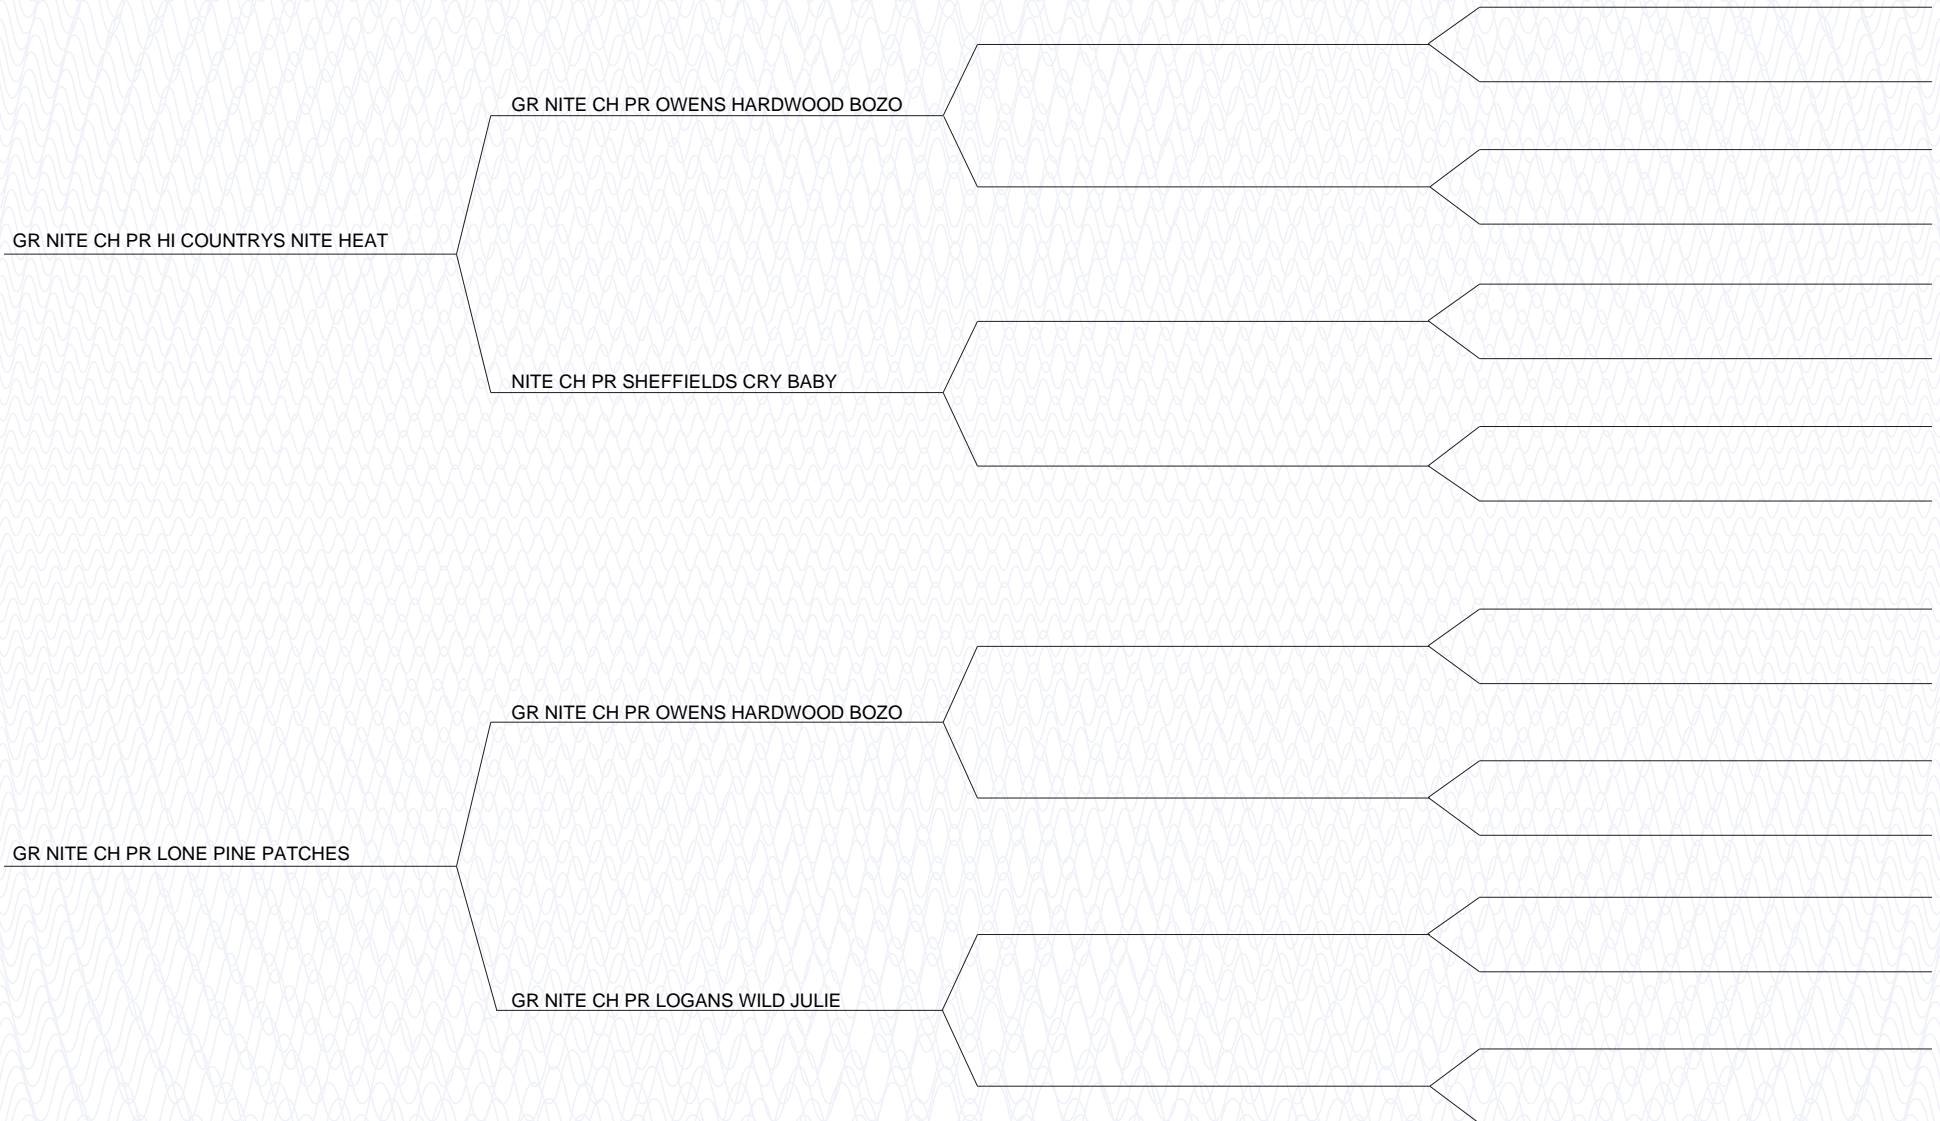 GR NITE CH PR OWENS HARDWOOD BOZO
GR NITE CH PR HI COUNTRYS NITE HEAT
NITE CH PR SHEFFIELDS CRY BABY
GR NITE CH PR OWENS HARDWOOD BOZO
GR NITE CH PR LONE PINE PATCHES
GR NITE CH PR LOGANS WILD JULIE